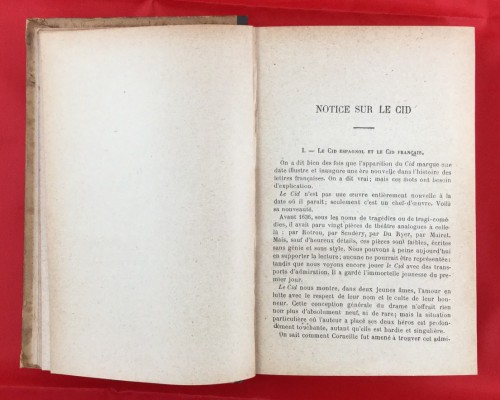 NOTICE SUR LE CID
I. — LE CID ESPAGNOL ET LE CID FRANÇAIS.
On a dit bien des fois que l'apparition du Cid marque une
date illustre et inaugure une ère nouvelle dans l'histoire des
lettres françaises. On a dit vrai; mais ces mots ont besoin
d'explication.
Le Cid n'est pas une œuvre entièrement nouvelle à la
date où il paraît; seulement c'est un chef-d'œuvre. Voilà
sa nouveauté.
Avant 1636, sous les noms de tragédies ou de tragi-comé-
dies, il avait paru vingt pièces de théâtre analogues à celle-
là : par Rotrou, par Scudéry, par Du Ryer, par Mairet.
Mais, sauf d'heureux détails, ces pièces sont faibles, écrites
sans génie et sans style. Nous pouvons à peine aujourd'hui
en supporter la lecture; aucune ne pourrait être représentée;
tandis que nous voyons encore jouer le Cid avec des trans-
ports d'admiration. Il a gardé l'immortelle jeunesse du pre-
mier jour.
Le Cid nous montre, dans deux jeunes âmes, l'amour en
lutte avec le respect de leur nom et le culte de leur hon-
neur. Cette conception générale du drame n'offrait rien
non plus d'absolument neuf, ni de rare; mais la situation
particulière où l'auteur a placé ses deux héros est profon-
dément touchante, autant qu'elle est hardie et singulière.
On sait comment Corneille fut amené à trouver cet admi-